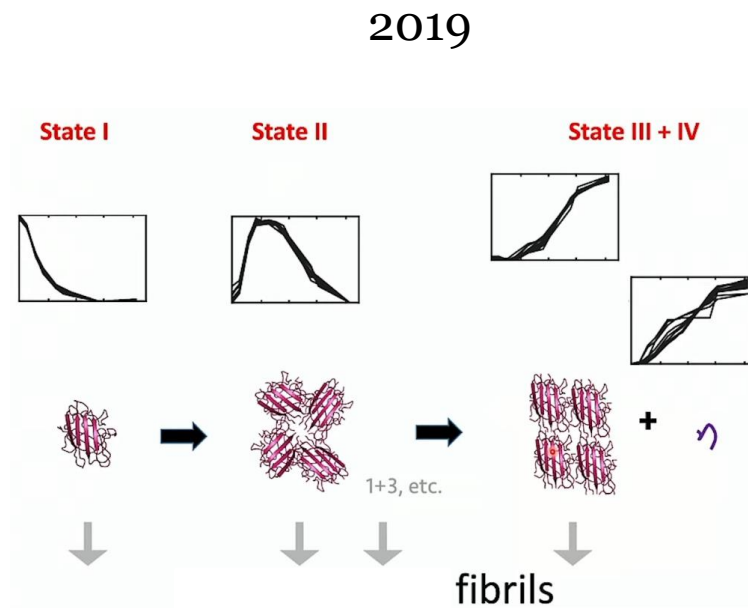 2019
State I
State II
State III + IV
+
1+3, etc.
fibrils